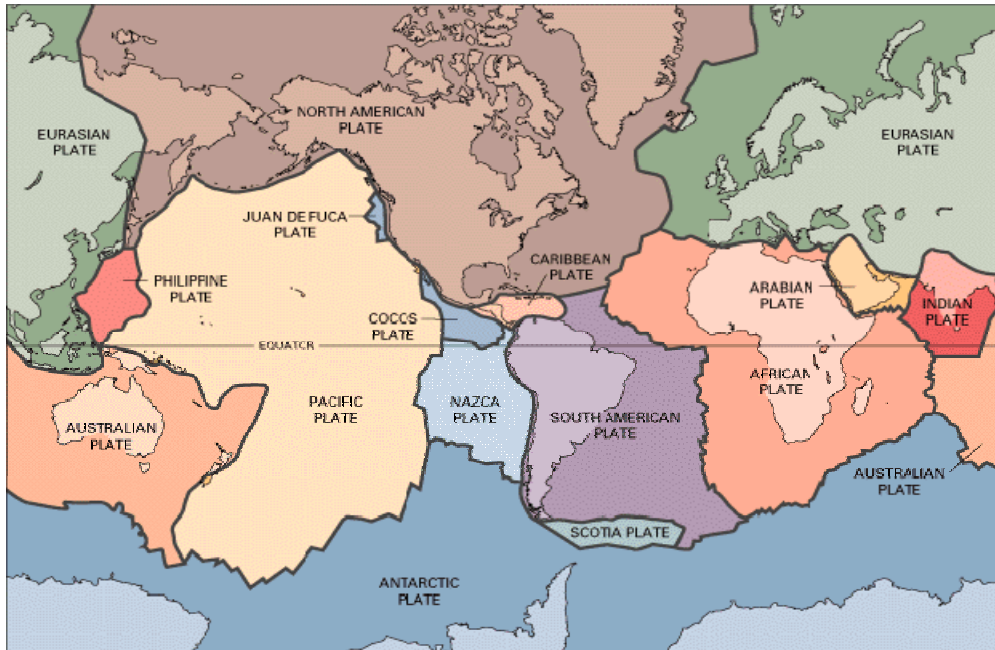 NORTH AMERICAN
PLATE
EURASIAN
PLATE
EURASIAN
PLATE
JUAN DE FUCA
PLATE
CARIBBEAN
PLATE
PHILIPPINE
PLATE
ARABIAN
PLATE
INDIAN
PLATE
COCOS
PLATE
EQUATOR
AFRICAN
PLATE
PACIFIC
PLATE
NAZCA
PLATE
SOUTH AMERICAN
PLATE
AUSTRALIAN
PLATE
AUSTRALIAN
PLATE
SCOTIA PLATE
ANTARCTIC
PLATE